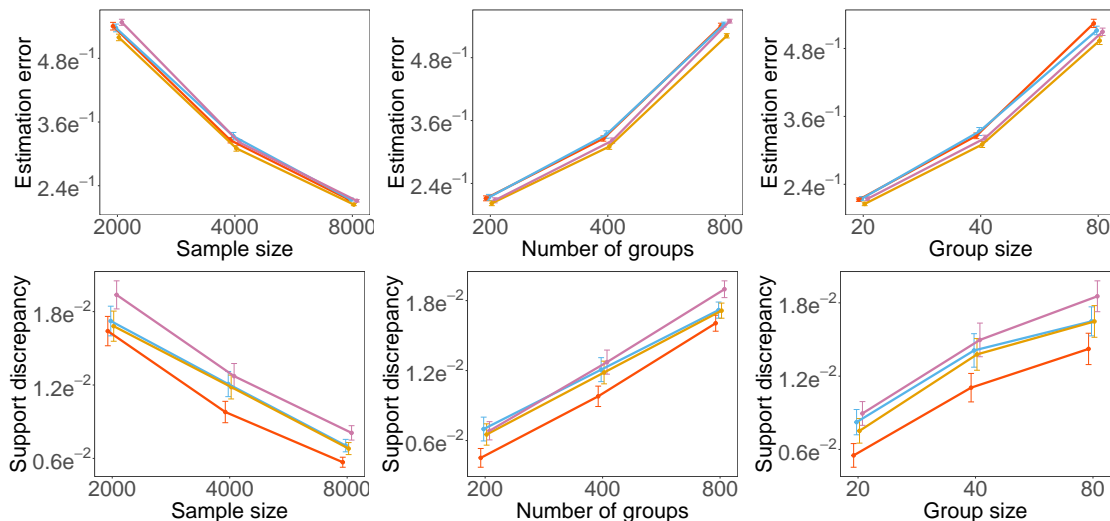 Estimation error
4.8e⁻¹
3.6e⁻¹
2.4e⁻¹
2000 4000 8000
Sample size
Estimation error
4.8e⁻¹
3.6e⁻¹
2.4e⁻¹
200 400 800
Number of groups
Estimation error
4.8e⁻¹
3.6e⁻¹
2.4e⁻¹
20 40 80
Group size
Support discrepancy
1.8e⁻²
1.2e⁻²
0.6e⁻²
2000 4000 8000
Sample size
Support discrepancy
1.8e⁻²
1.2e⁻²
0.6e⁻²
200 400 800
Number of groups
Support discrepancy
1.8e⁻²
1.2e⁻²
0.6e⁻²
20 40 80
Group size